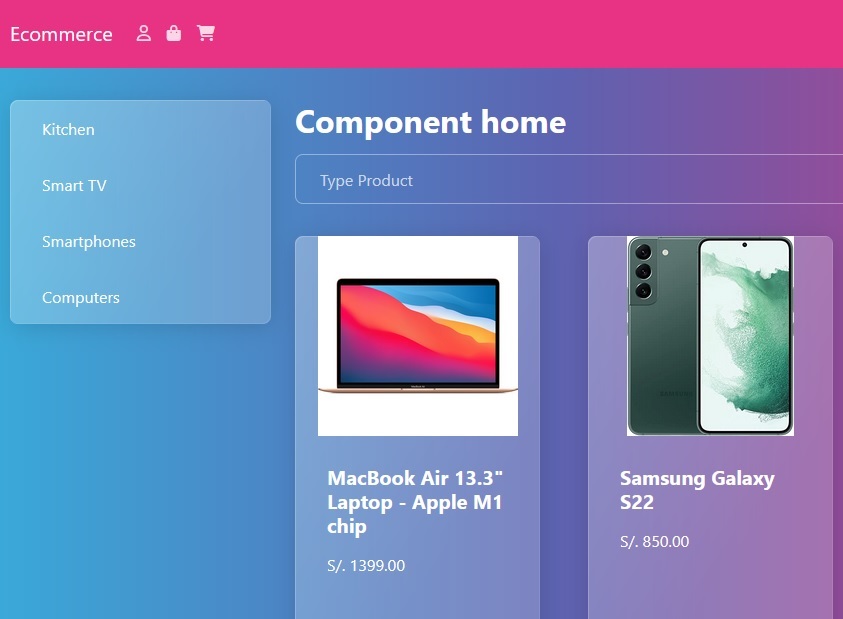 Ecommerce
Kitchen
Smart TV
Smartphones
Computers
Component home
Type Product
MacBook Air 13.3"
Laptop - Apple M1
chip
S/. 1399.00
Samsung Galaxy
S22
S/. 850.00